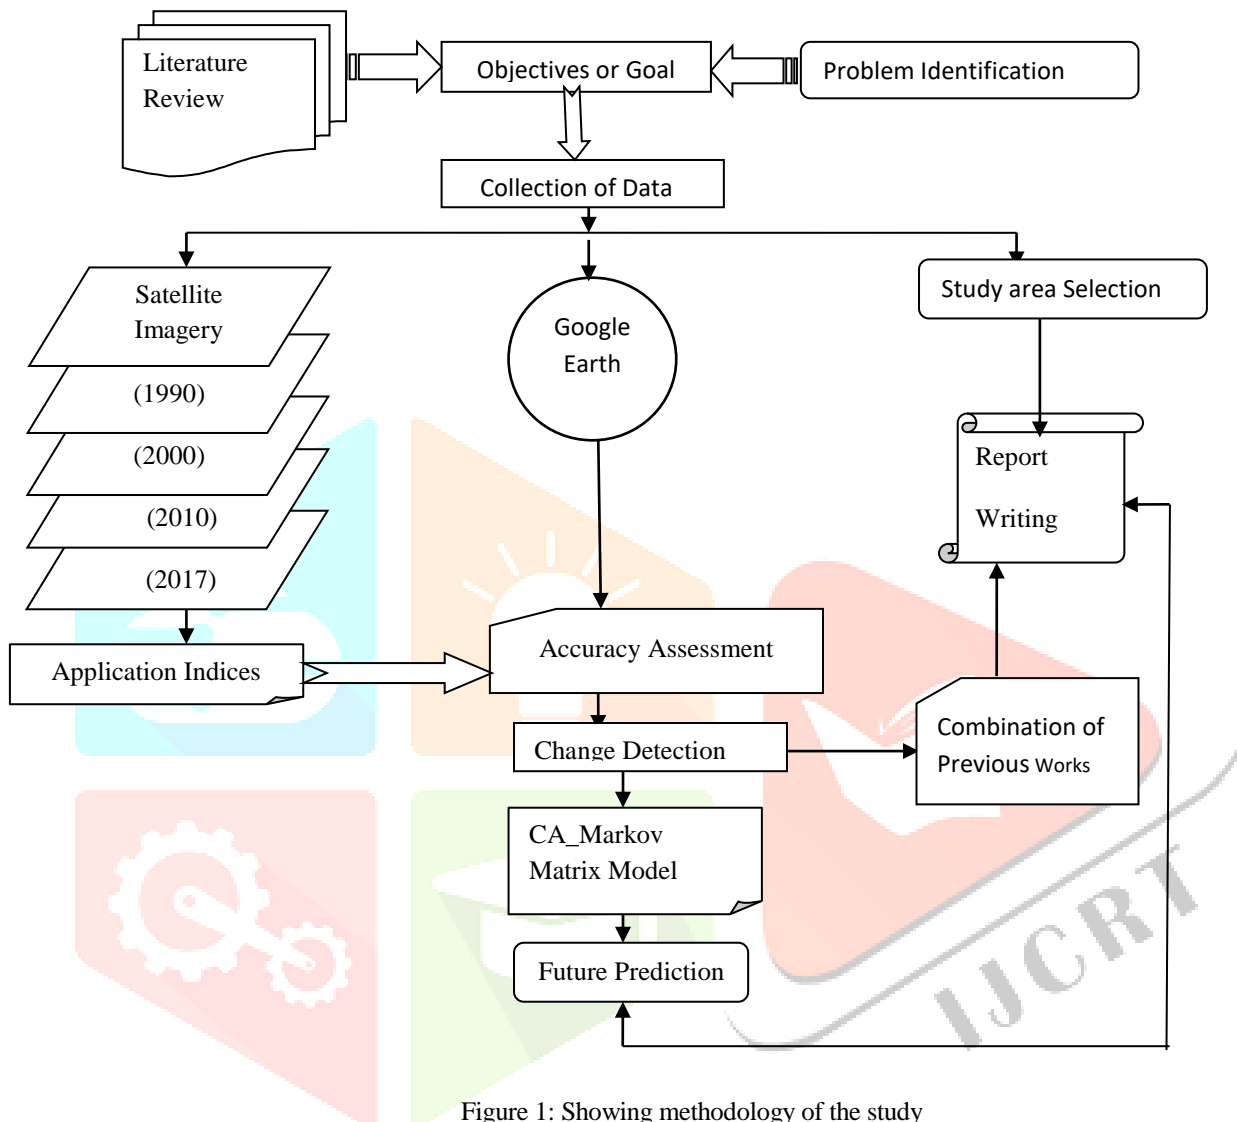 Literature
Review
Objectives or Goal
Problem Identification
Collection of Data
Satellite
Imagery
(1990)
(2000)
(2010)
(2017)
Google
Earth
Study area Selection
Report
Writing
Application Indices
Accuracy Assessment
Change Detection
Combination of
Previous Works
CA_Markov
Matrix Model
Future Prediction
IJCRT
Figure 1: Showing methodology of the study